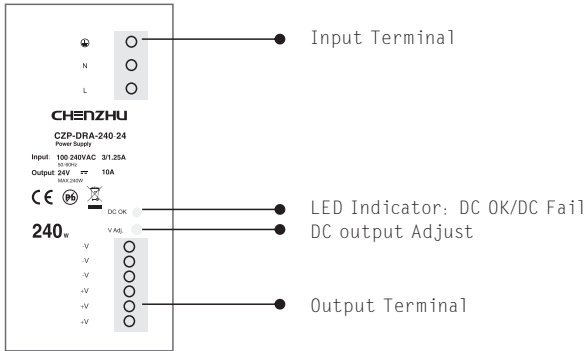 Input Terminal
N
L
CHENZHU
CZP-DRA-240-24
Power Supply
Input: 100-240VAC 3/1.25A
50/60Hz
Output: 24V 10A
MAX.240W
CE Pb
DC OK
LED Indicator: DC OK/DC Fail
240W
V Adj.
DC output Adjust
-V
-V
-V
+V
Output Terminal
+V
+V